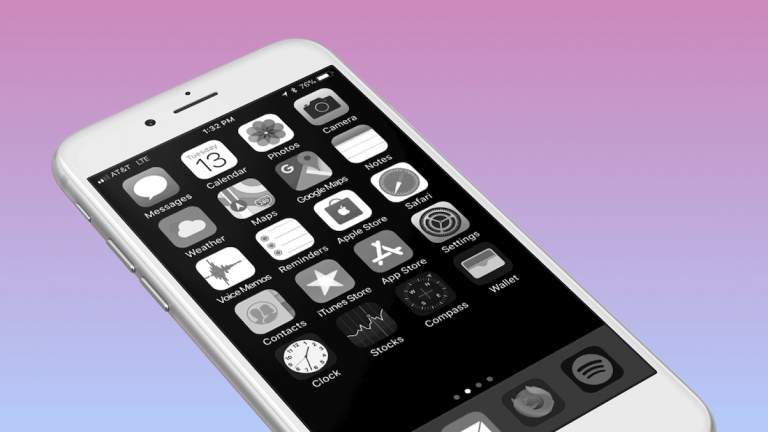 AT&T LTE
1:32 PM
76%
Messages
Tuesday
13
Calendar
Photos
Camera
Weather
Maps
G
Google Maps
Notes
Voice Memos
Reminders
Apple Store
Safari
Contacts
iTunes Store
App Store
Settings
Clock
Stocks
Compass
Wallet